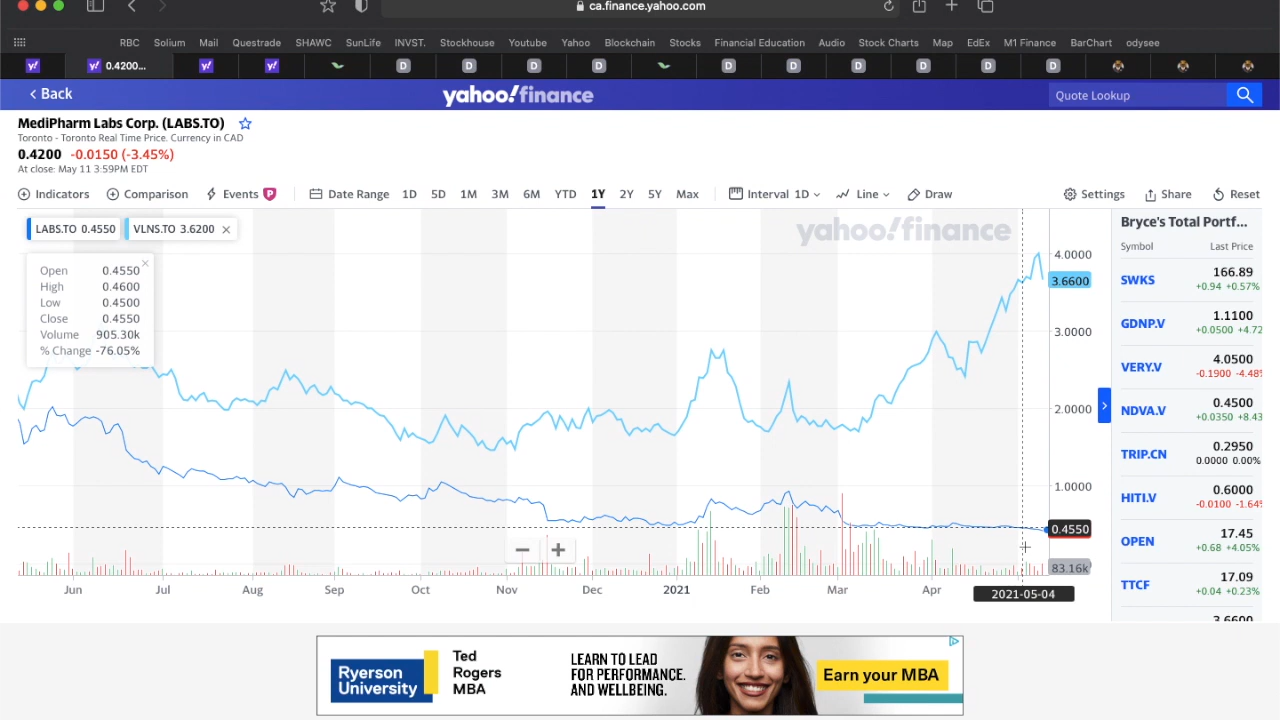 ca.finance.yahoo.com
RBC Solium Mail Questrade SHAWC SunLife INVST. Stockhouse Youtube Yahoo Blockchain Stocks Financial Education Audio Stock Charts Map EdEx M1 Finance BarChart odysee
y! y! 0.4200... y! y! D D D D D D D D D D
Back yahoo!finance Quote Lookup
MediPharm Labs Corp. (LABS.TO)
Toronto - Toronto Real Time Price. Currency in CAD
0.4200 -0.0150 (-3.45%)
At close: May 11 3:59PM EDT
Indicators Comparison Events P Date Range 1D 5D 1M 3M 6M YTD 1Y 2Y 5Y Max Interval 1D Line Draw Settings Share Reset
LABS.TO 0.4550 VLNS.TO 3.6200
yahoo!finance
Open 0.4550
High 0.4600
Low 0.4500
Close 0.4550
Volume 905.30k
% Change -76.05%
4.0000
3.6600
3.0000
2.0000
1.0000
0.4550
83.16k
Jun Jul Aug Sep Oct Nov Dec 2021 Feb Mar Apr
2021-05-04
Bryce's Total Portf...
Symbol Last Price
SWKS 166.89
+0.94 +0.57%
GDNP.V 1.1100
+0.0500 +4.72
VERY.V 4.0500
-0.1900 -4.48%
NDVA.V 0.4500
+0.0350 +8.43
TRIP.CN 0.2950
0.0000 0.00%
HITI.V 0.6000
-0.0100 -1.64%
OPEN 17.45
+0.68 +4.05%
TTCF 17.09
+0.04 +0.23%
3.6600
Ryerson
University
Ted
Rogers
MBA
LEARN TO LEAD
FOR PERFORMANCE.
AND WELLBEING.
Earn your MBA